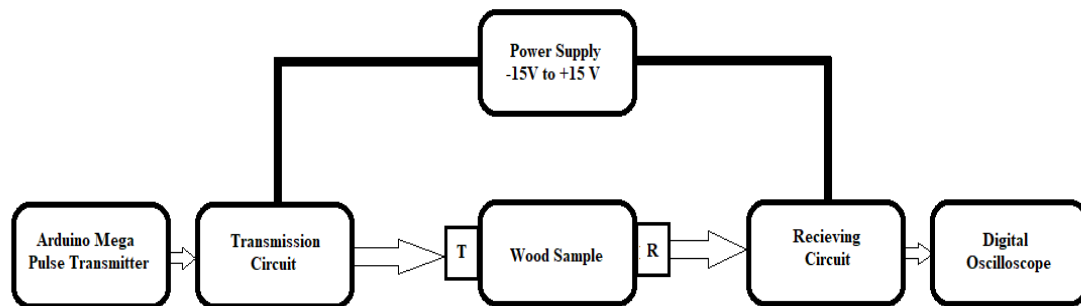 Power Supply
-15V to +15 V
Arduino Mega
Pulse Transmitter
Transmission
Circuit
T
Wood Sample
R
Recieving
Circuit
Digital
Oscilloscope